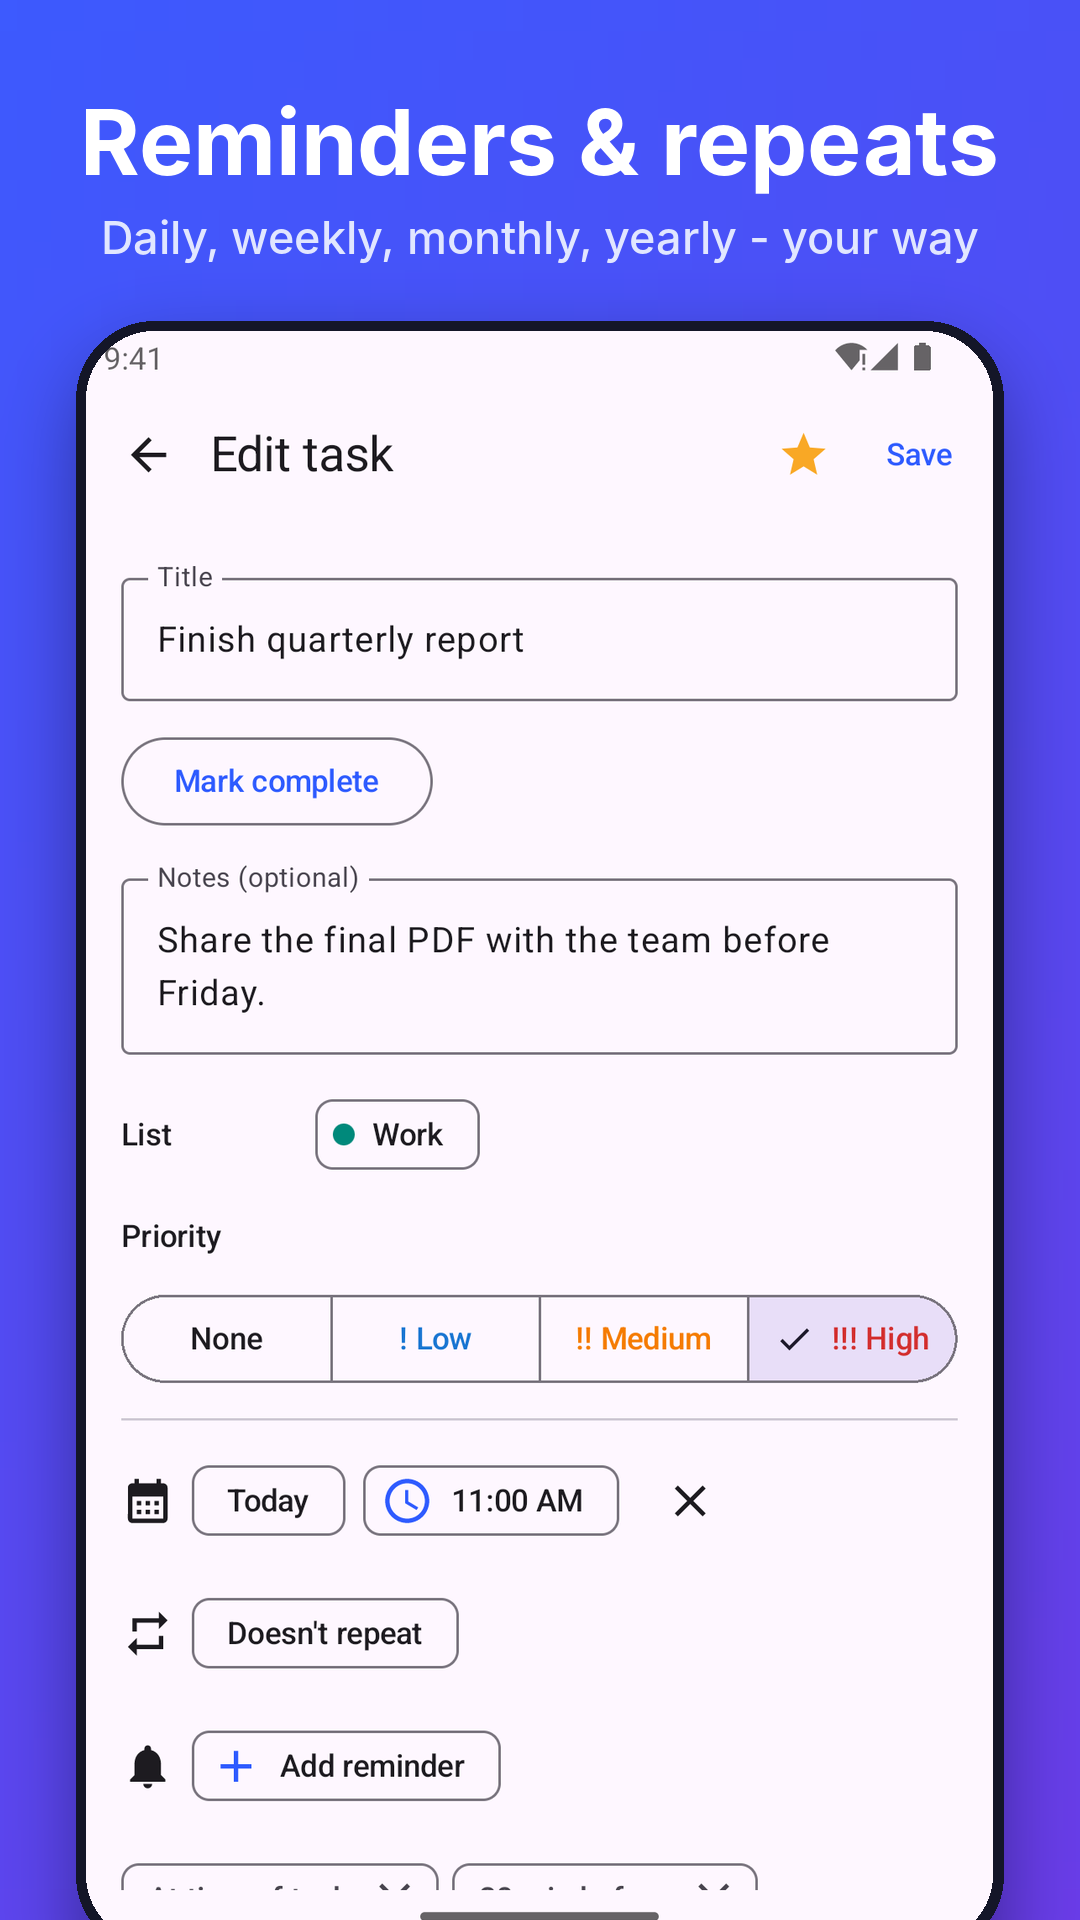 Reminders & repeats
Daily, weekly, monthly, yearly - your way
9:41
Edit task
Save
Title
Finish quarterly report
Mark complete
Notes (optional)
Share the final PDF with the team before
Friday.
List
Work
Priority
None
! Low
!! Medium
!!! High
Today
11:00 AM
Doesn't repeat
Add reminder